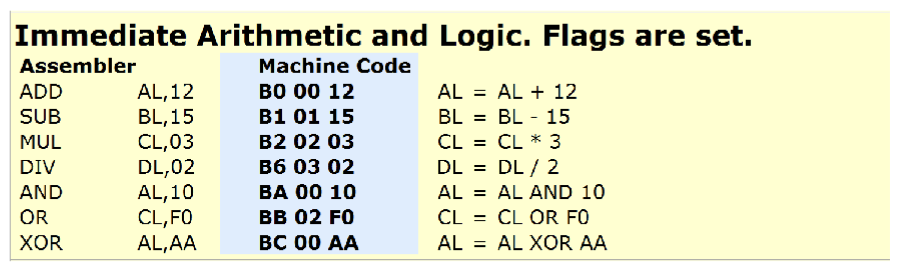 Immediate Arithmetic and Logic. Flags are set.
Assembler Machine Code
ADD AL,12 B0 00 12 AL = AL + 12
SUB BL,15 B1 01 15 BL = BL - 15
MUL CL,03 B2 02 03 CL = CL * 3
DIV DL,02 B6 03 02 DL = DL / 2
AND AL,10 BA 00 10 AL = AL AND 10
OR CL,F0 BB 02 F0 CL = CL OR F0
XOR AL,AA BC 00 AA AL = AL XOR AA